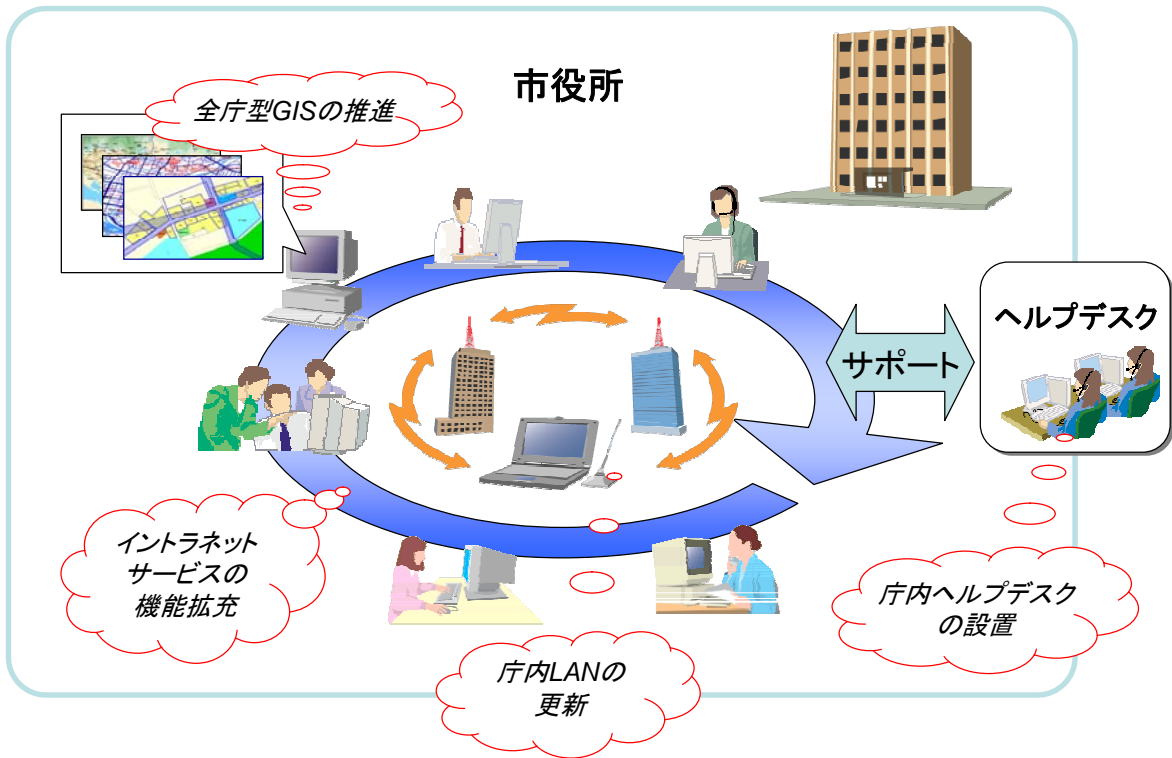 市役所
全庁型GISの推進
ヘルプデスク
サポート
イントラネット
サービスの
機能拡充
庁内ヘルプデスク
の設置
庁内LANの
更新